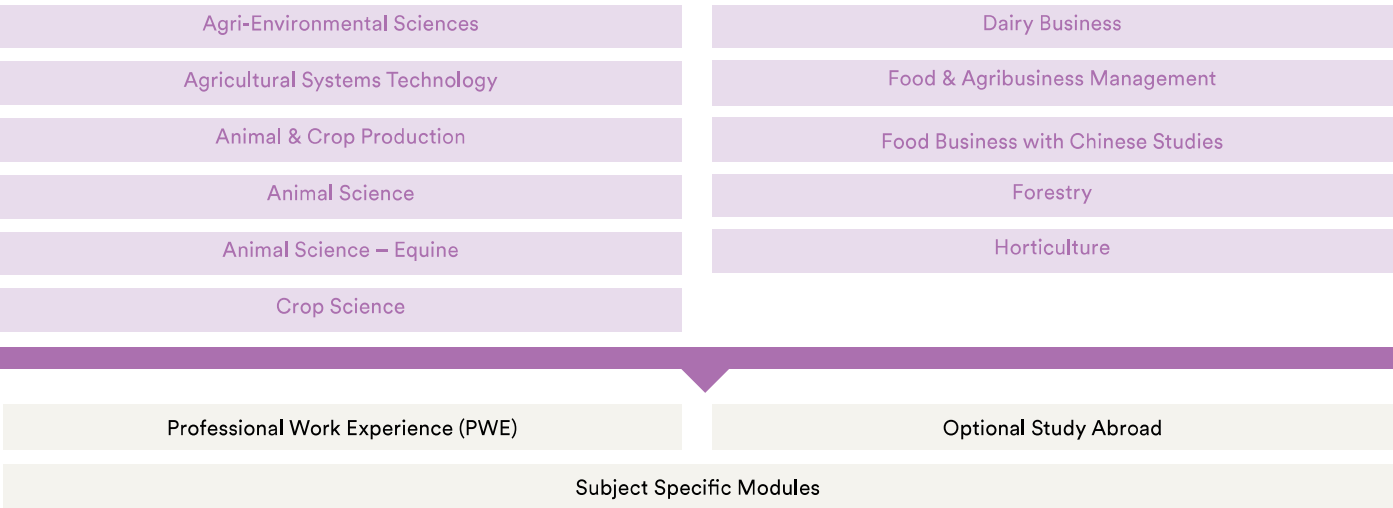 Agri-Environmental Sciences
Agricultural Systems Technology
Animal & Crop Production
Animal Science
Animal Science – Equine
Crop Science
Dairy Business
Food & Agribusiness Management
Food Business with Chinese Studies
Forestry
Horticulture
Professional Work Experience (PWE)
Optional Study Abroad
Subject Specific Modules